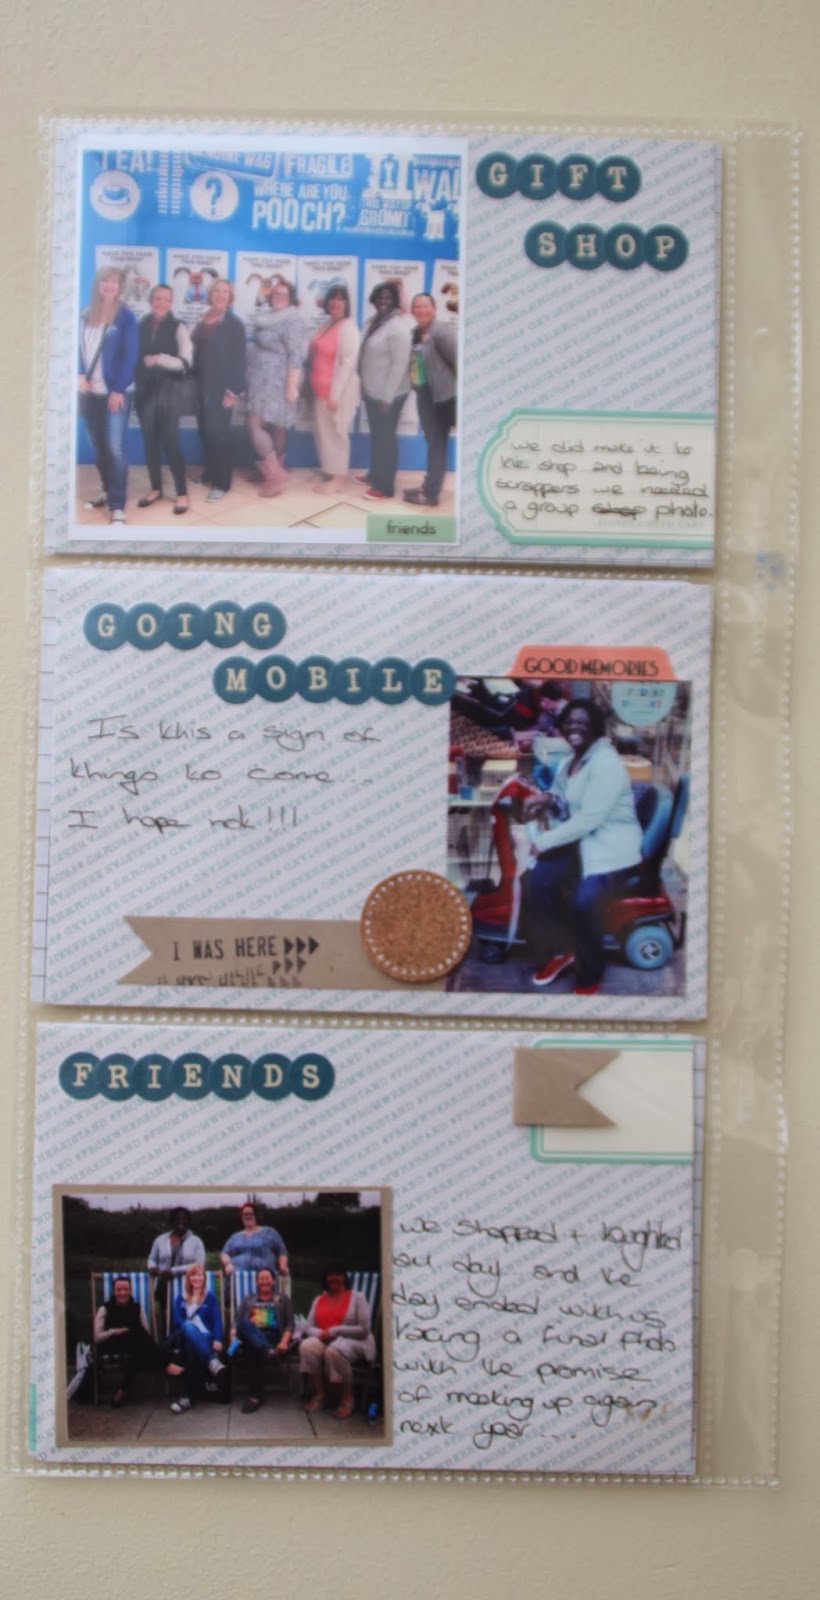 TEA!
GENUINE W&G
FRAGILE
WHERE ARE YOU,
POOCH?
GROMIT
?
friends
GIFT
SHOP
we did make it to
the shop and being
scrappers we needed
a group shop photo.
GOING
MOBILE
Is this a sign of
things to come...
I hope not!!!
I WAS HERE
GOOD MEMORIES
FRIENDS
we shopped + laughed
all day and the
day ended with us
taking a final photo
with the promise
of meeting up again
next year...
#FROMWHEREISTAND